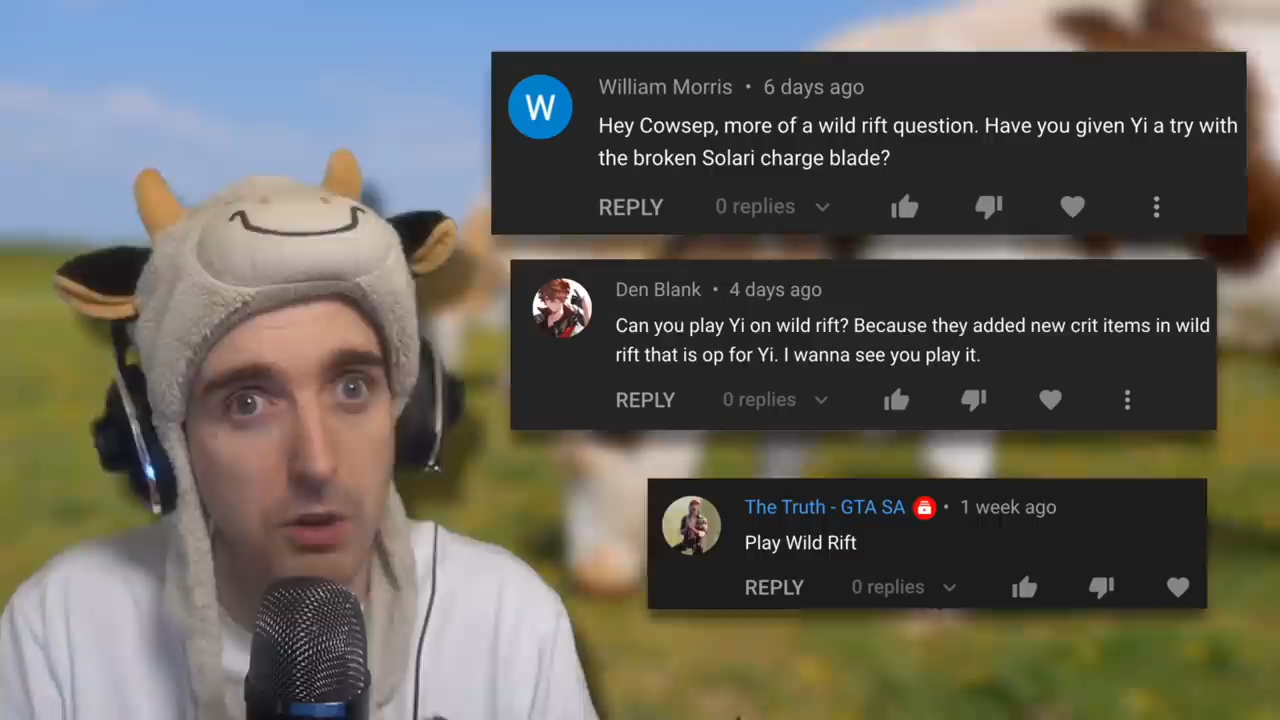 W
William Morris • 6 days ago
Hey Cowsep, more of a wild rift question. Have you given Yi a try with
the broken Solari charge blade?
REPLY 0 replies
Den Blank • 4 days ago
Can you play Yi on wild rift? Because they added new crit items in wild
rift that is op for Yi. I wanna see you play it.
REPLY 0 replies
The Truth - GTA SA • 1 week ago
Play Wild Rift
REPLY 0 replies